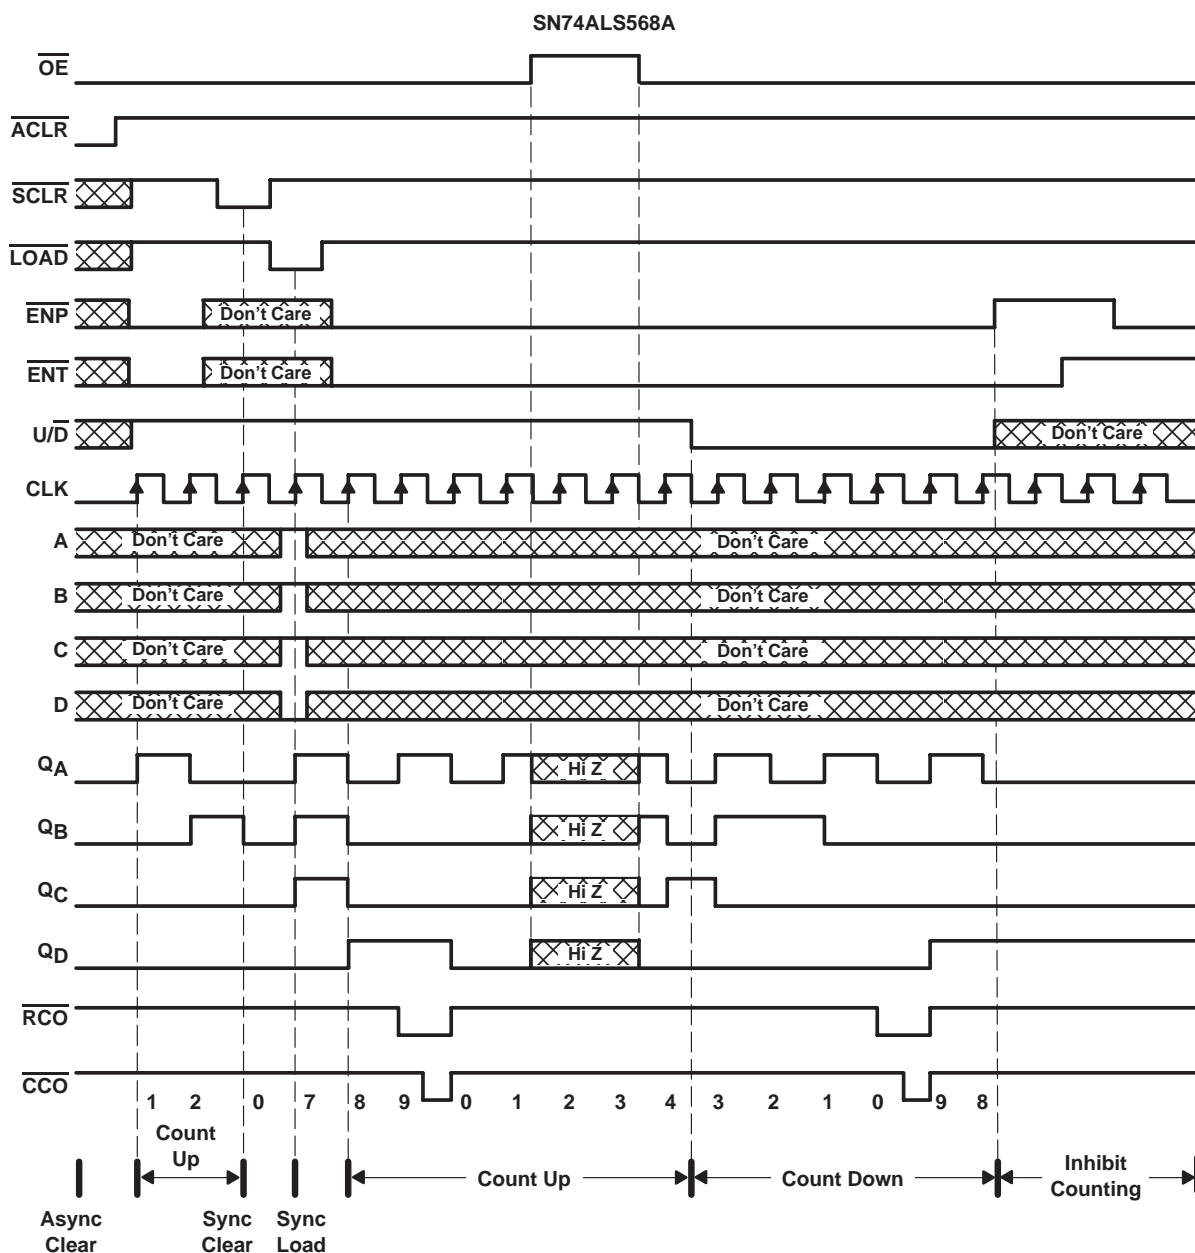 SN74ALS568A
OE
ACLR
SCLR
LOAD
ENP Don't Care
ENT Don't Care
U/D Don't Care
CLK
A Don't Care Don't Care
B Don't Care Don't Care
C Don't Care Don't Care
D Don't Care Don't Care
QA Hi Z
QB Hi Z
QC Hi Z
QD Hi Z
RCO
CCO
1 2 0 7 8 9 0 1 2 3 4 3 2 1 0 9 8
Count
Up
Count Up
Count Down
Inhibit
Counting
Async
Clear
Sync
Clear
Sync
Load